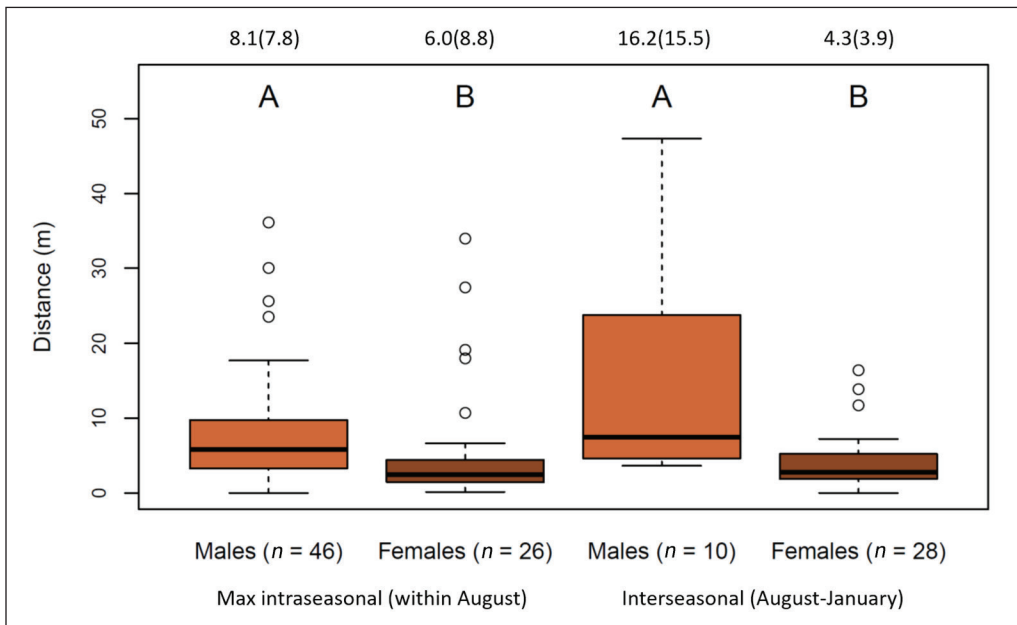 8.1(7.8) 6.0(8.8) 16.2(15.5) 4.3(3.9)
A B A B
50
40
30
20
10
0
Distance (m)
Males (n = 46) Females (n = 26) Males (n = 10) Females (n = 28)
Max intraseasonal (within August) Interseasonal (August-January)